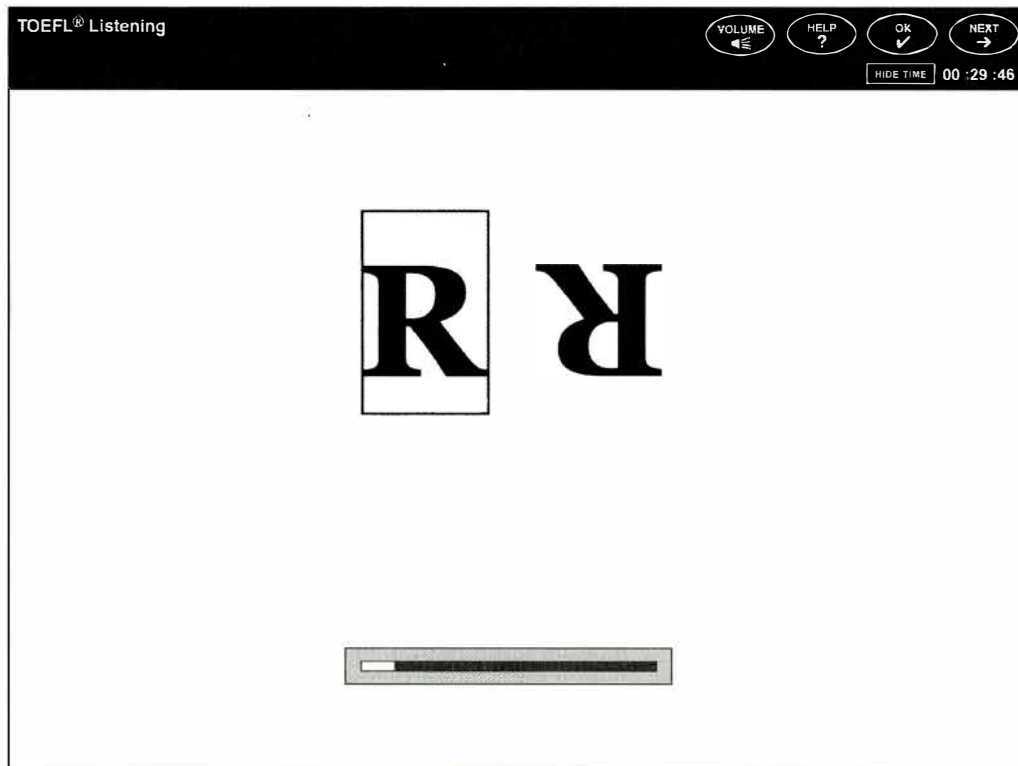 TOEFL® Listening
VOLUME
HELP
?
OK
NEXT
HIDE TIME 00 :29 :46
R R